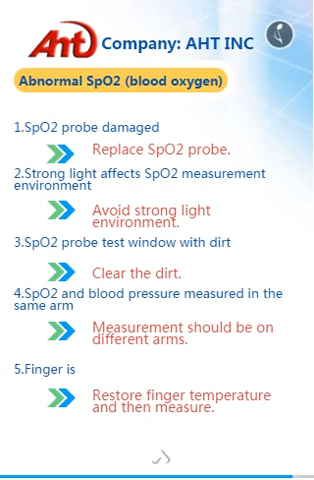 Aht Company: AHT INC
Abnormal SpO2 (blood oxygen)
1.SpO2 probe damaged
Replace SpO2 probe.
2.Strong light affects SpO2 measurement
environment
Avoid strong light
environment.
3.SpO2 probe test window with dirt
Clear the dirt.
4.SpO2 and blood pressure measured in the
same arm
Measurement should be on
different arms.
5.Finger is
Restore finger temperature
and then measure.